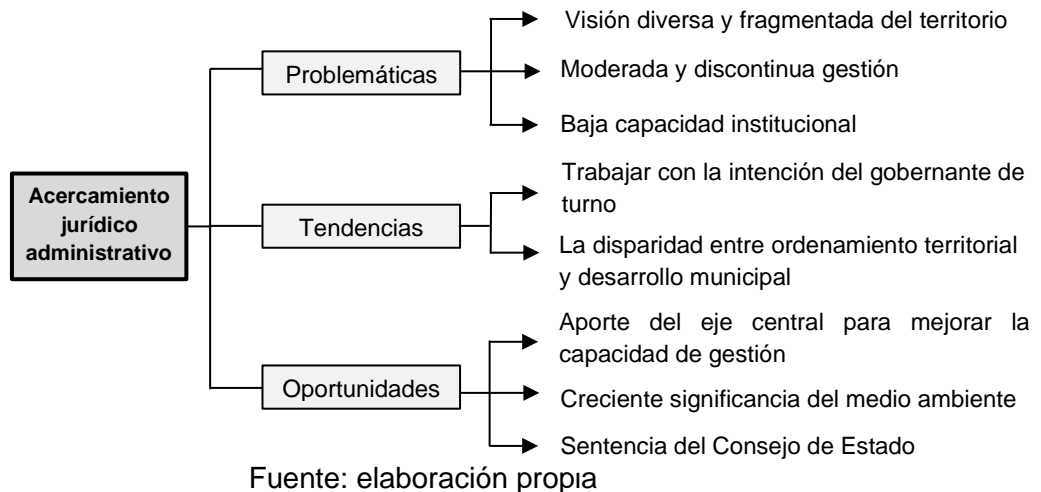 Acercamiento
jurídico
administrativo
Problemáticas
Visión diversa y fragmentada del territorio
Moderada y discontinua gestión
Baja capacidad institucional
Tendencias
Trabajar con la intención del gobernante de
turno
La disparidad entre ordenamiento territorial
y desarrollo municipal
Oportunidades
Aporte del eje central para mejorar la
capacidad de gestión
Creciente significancia del medio ambiente
Sentencia del Consejo de Estado
Fuente: elaboración propia